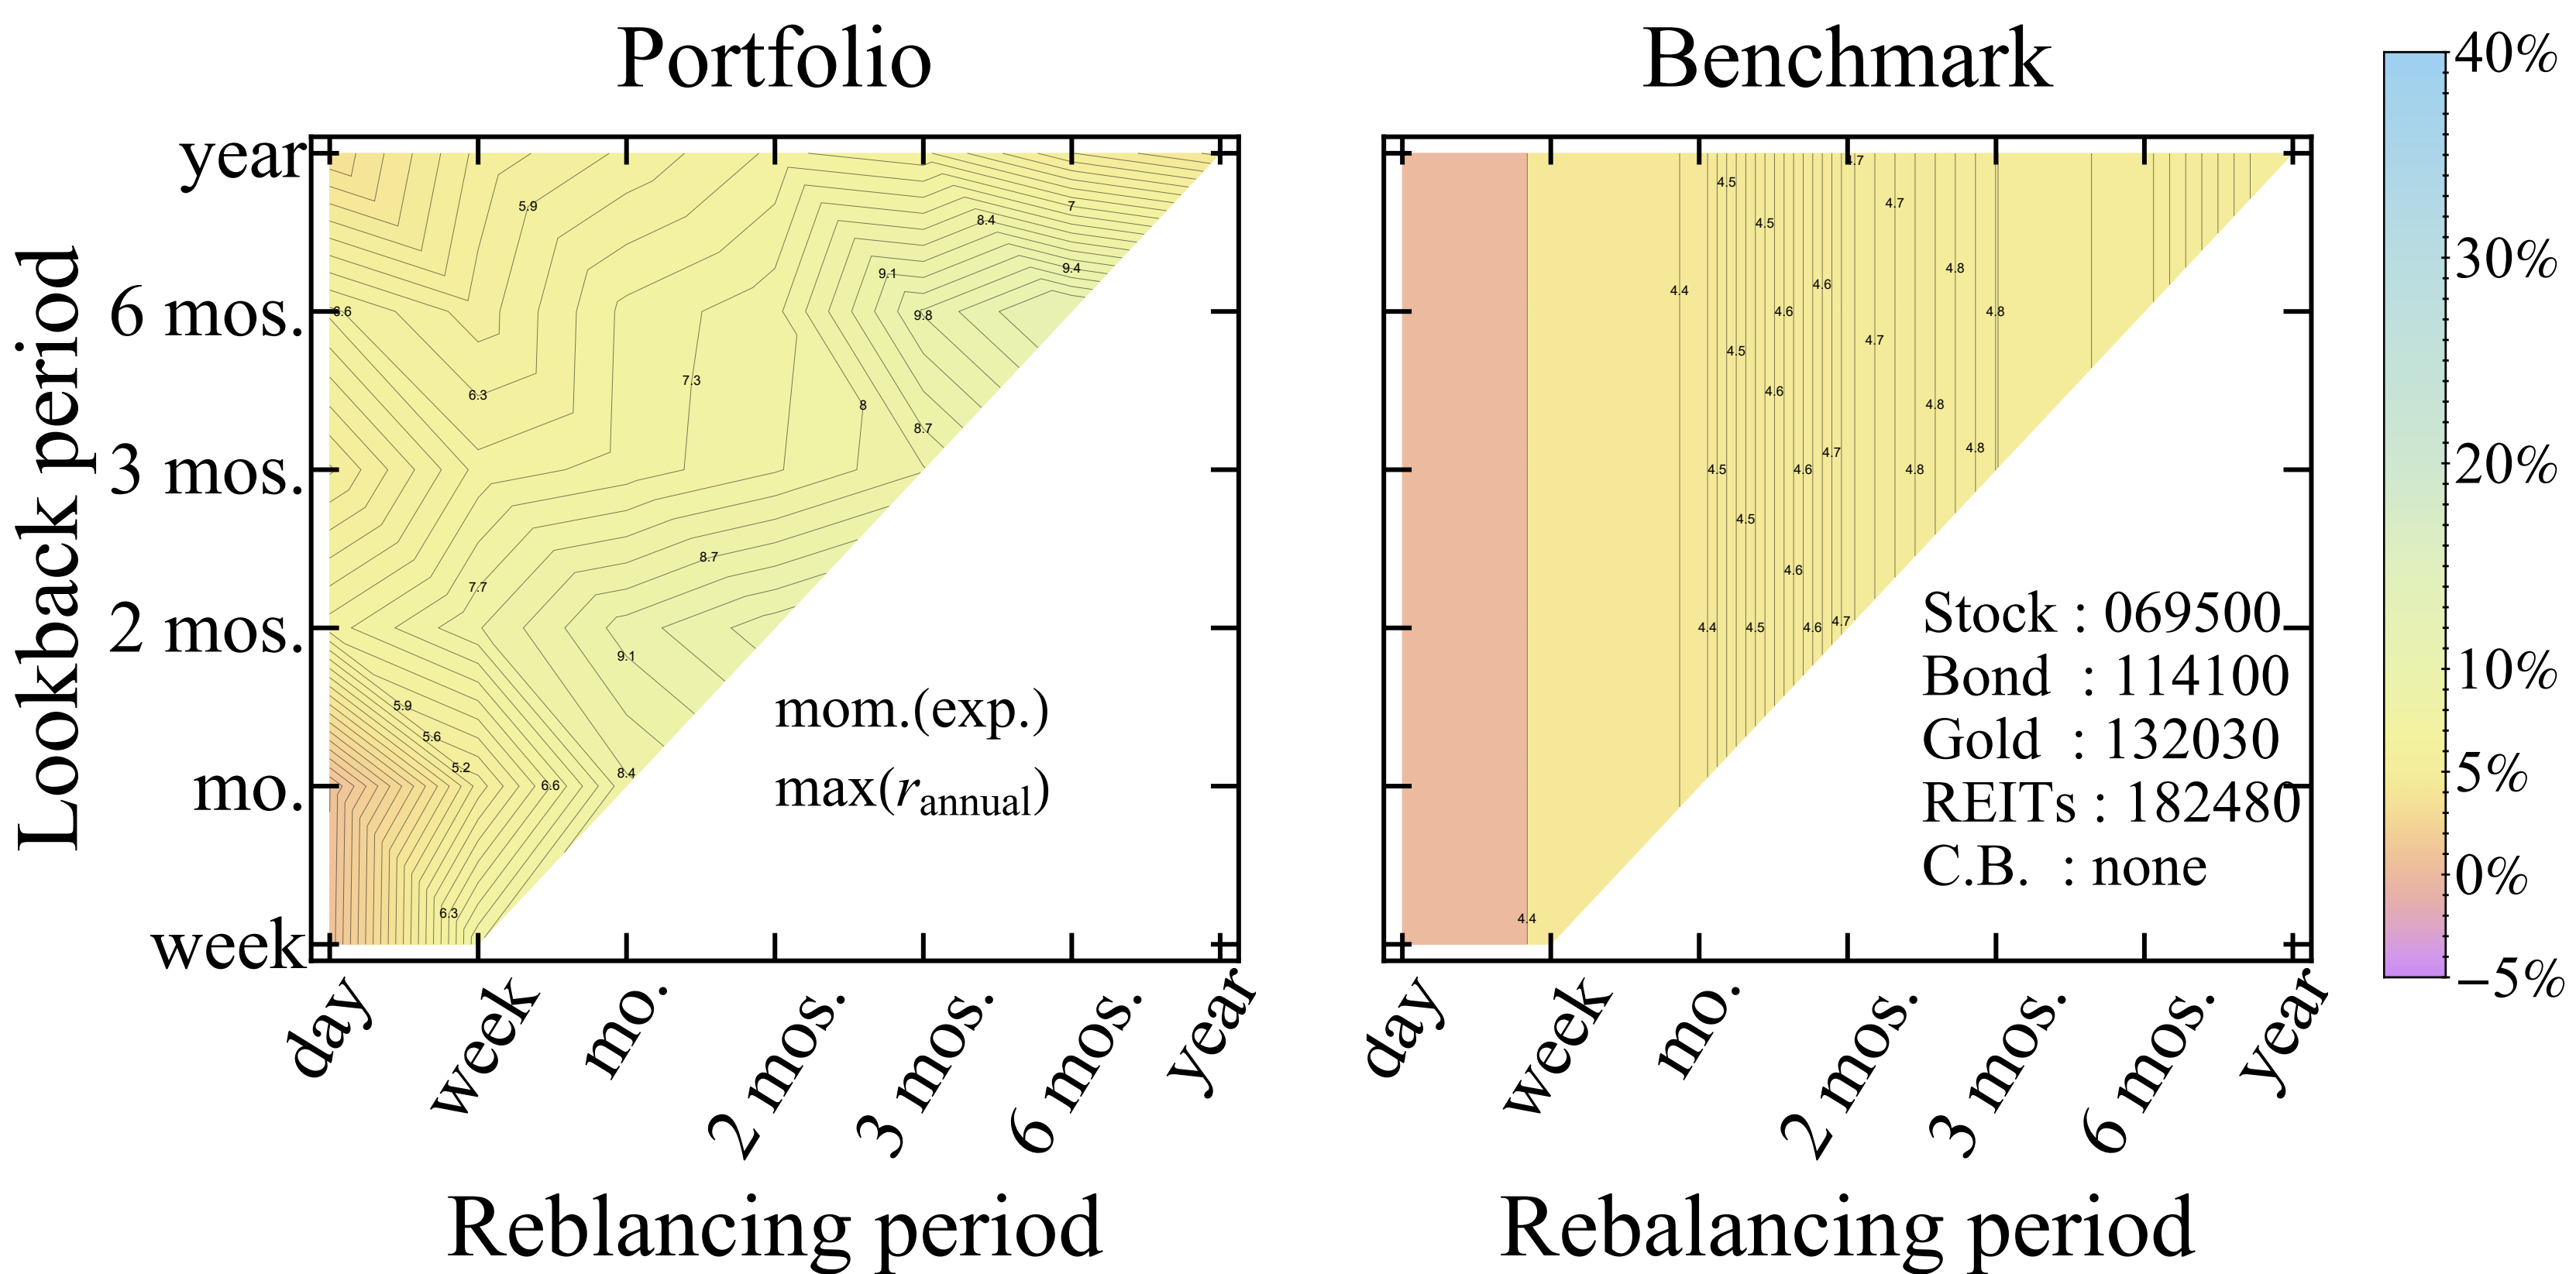 Portfolio
Benchmark
Lookback period
year
6 mos.
3 mos.
2 mos.
mo.
week
5.9
7
8.4
9.1
9.4
6.6
9.8
7.3
6.3
8
8.7
8.7
7.7
9.1
5.9
5.6
5.2
6.6
8.4
6.3
mom.(exp.)
max(rannual)
day
week
mo.
2 mos.
3 mos.
6 mos.
year
Reblancing period
4.7
4.5
4.7
4.5
4.8
4.4
4.6
4.6
4.8
4.7
4.5
4.6
4.8
4.7
4.8
4.5
4.6
4.8
4.5
4.6
4.4
4.5
4.6
4.7
4.4
Stock : 069500
Bond : 114100
Gold : 132030
REITs : 182480
C.B. : none
day
week
mo.
2 mos.
3 mos.
6 mos.
year
Rebalancing period
40%
30%
20%
10%
5%
0%
−5%